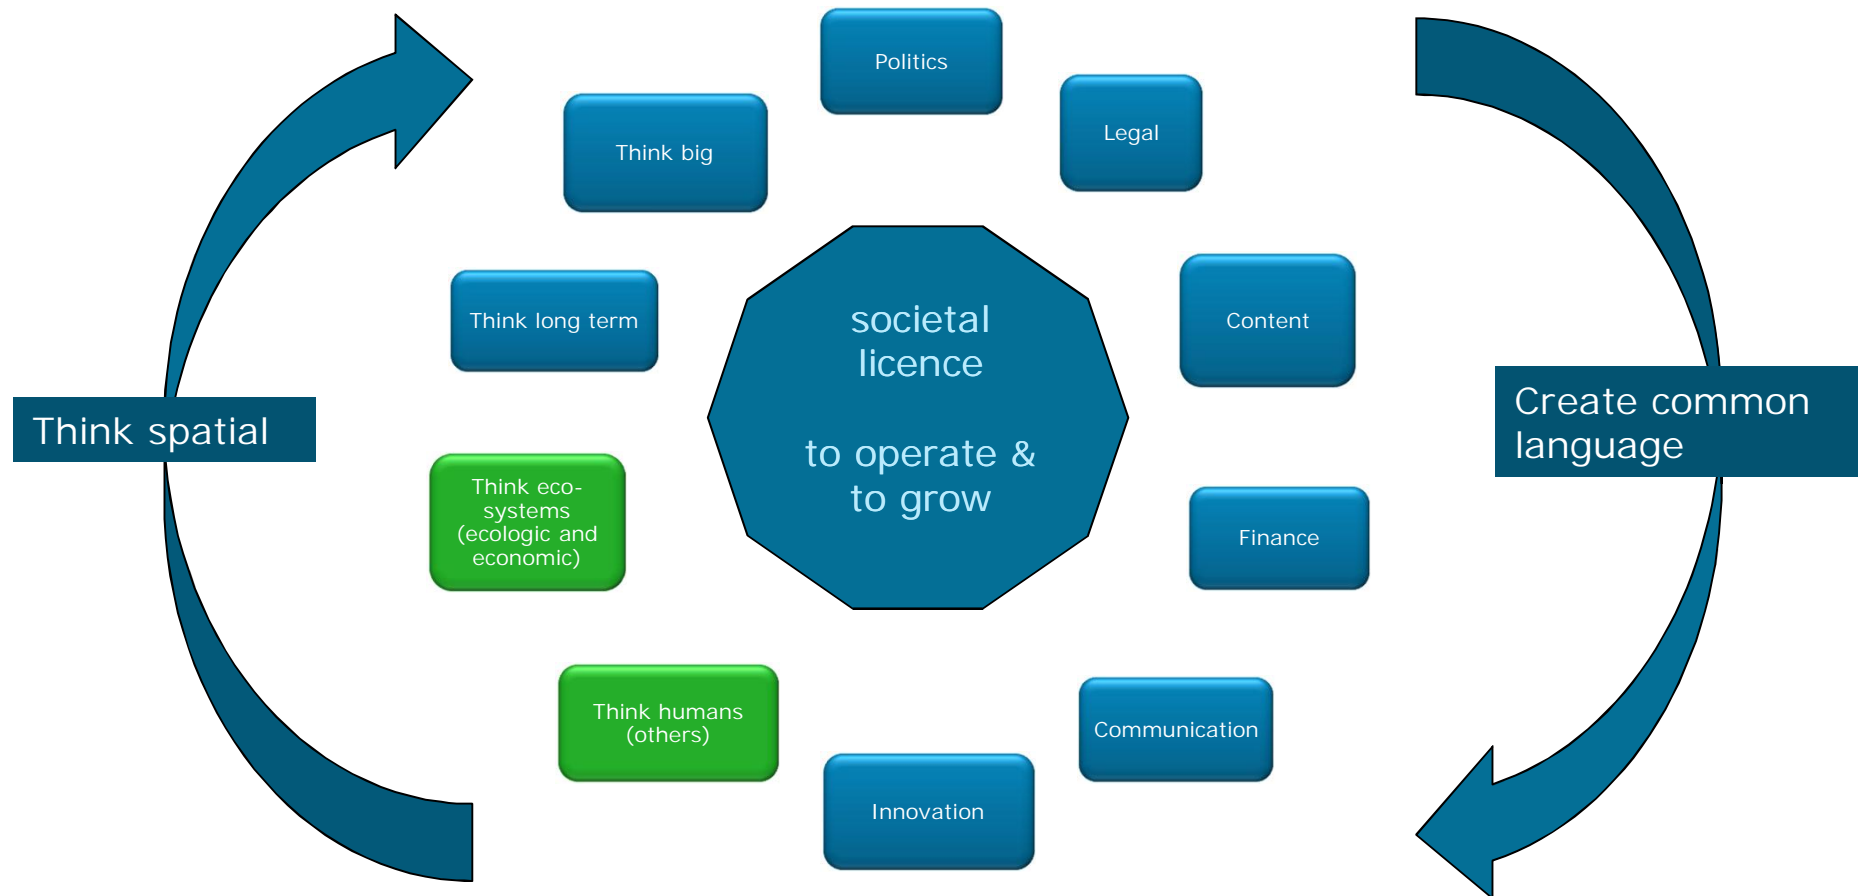 Politics
Legal
Think big
Think long term
societal
licence
to operate &
to grow
Content
Think spatial
Create common
language
Think eco-
systems
(ecologic and
economic)
Finance
Think humans
(others)
Communication
Innovation